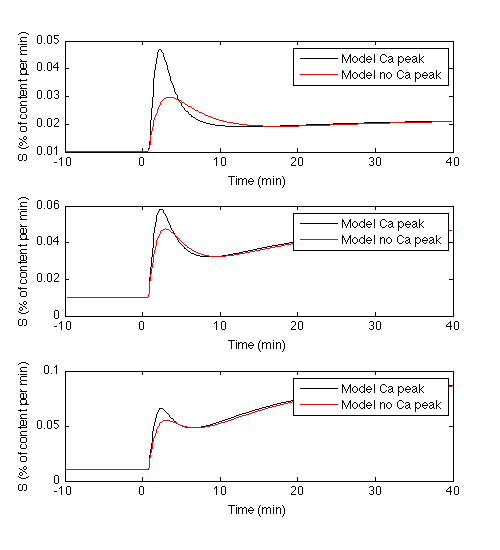 0.05
0.04
0.03
0.02
0.01
S (% of content per min)
Model Ca peak
Model no Ca peak
-10 0 10 20 30 40
Time (min)
0.06
0.04
0.02
0
S (% of content per min)
Model Ca peak
Model no Ca peak
-10 0 10 20 30 40
Time (min)
0.1
0.05
0
S (% of content per min)
Model Ca peak
Model no Ca peak
-10 0 10 20 30 40
Time (min)